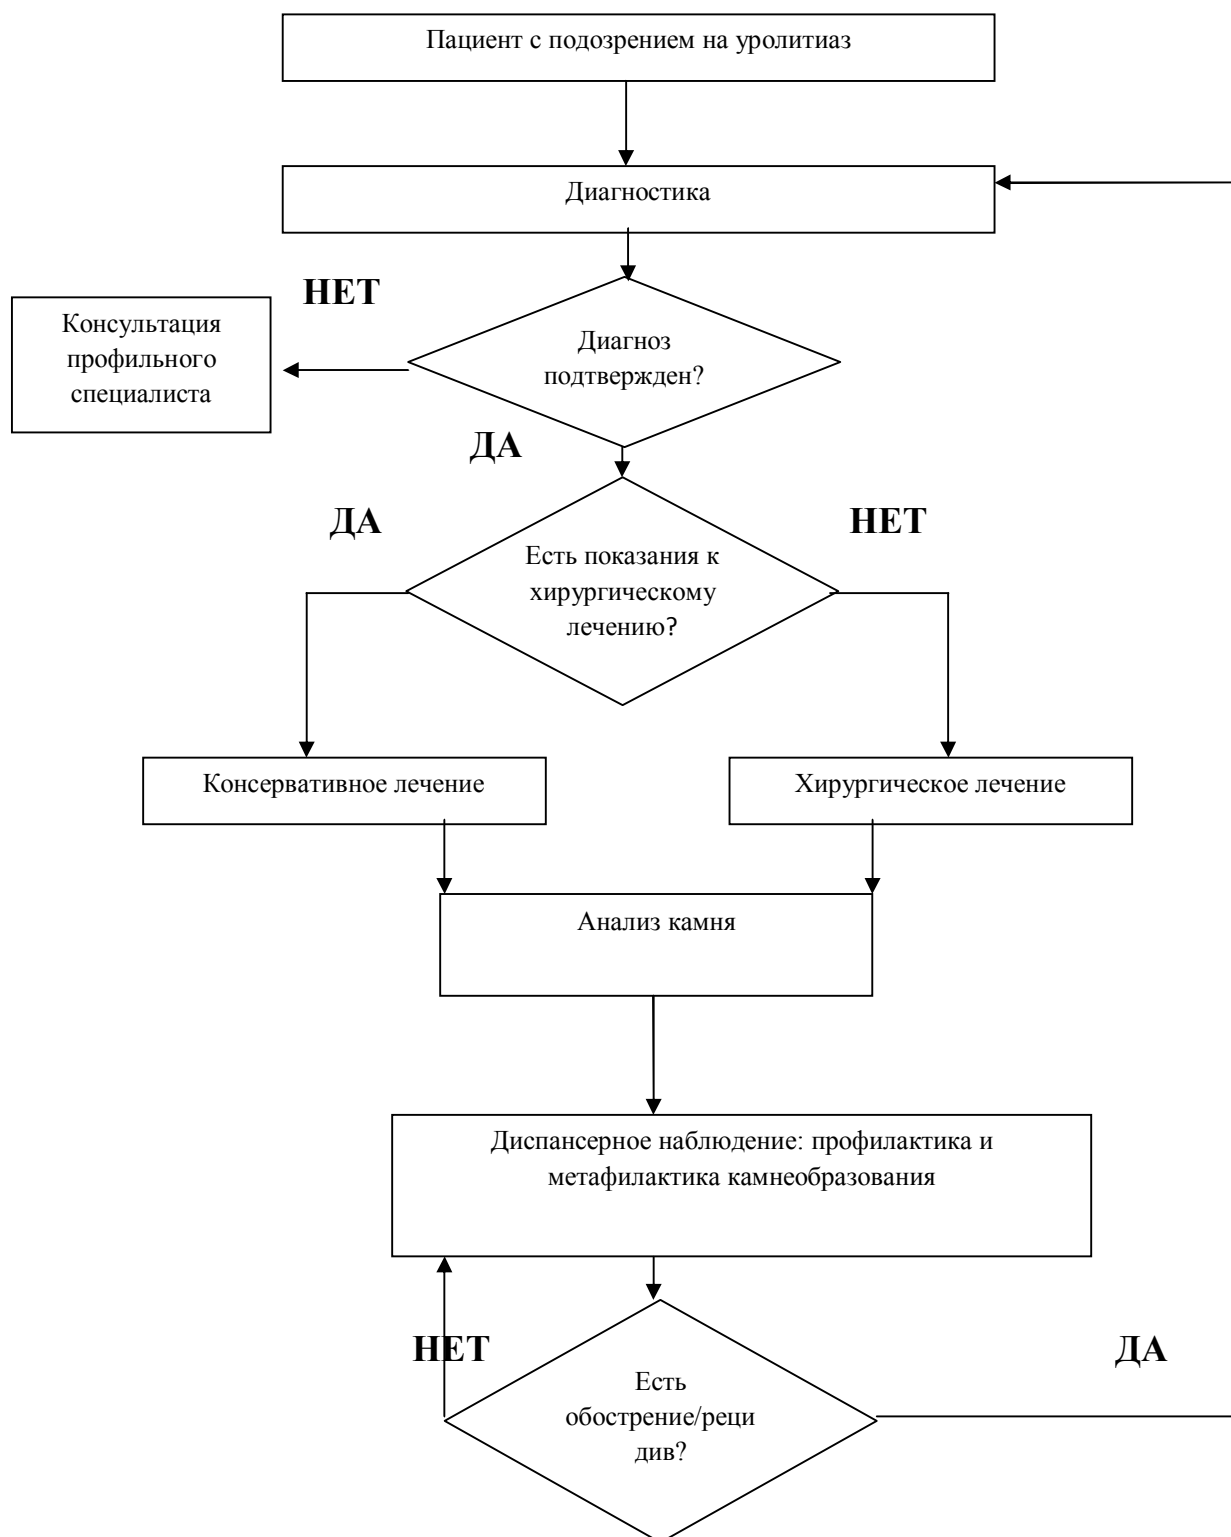 Пациент с подозрением на уролитиаз
Диагностика
НЕТ
Консультация
профильного
специалиста
Диагноз
подтвержден?
ДА
ДА
НЕТ
Есть показания к
хирургическому
лечению?
Консервативное лечение
Хирургическое лечение
Анализ камня
Диспансерное наблюдение: профилактика и
метафилактика камнеобразования
НЕТ
ДА
Есть
обострение/реци
див?